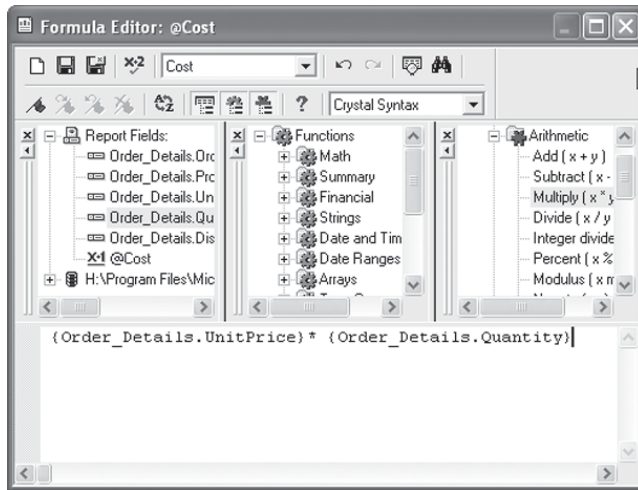 Formula Editor: @Cost
x·2 Cost
A Z ? Crystal Syntax
Report Fields:
Order_Details.Orc
Order_Details.Prc
Order_Details.Un
Order_Details.Qu
Order_Details.Dis
x·1 @Cost
H:\Program Files\Mic
Functions
Math
Summary
Financial
Strings
Date and Tim
Date Ranges
Arrays
Arithmetic
Add ( x + y )
Subtract ( x -
Multiply ( x * y
Divide ( x / y
Integer divide
Percent ( x %
Modulus ( x m
{Order_Details.UnitPrice}* {Order_Details.Quantity}